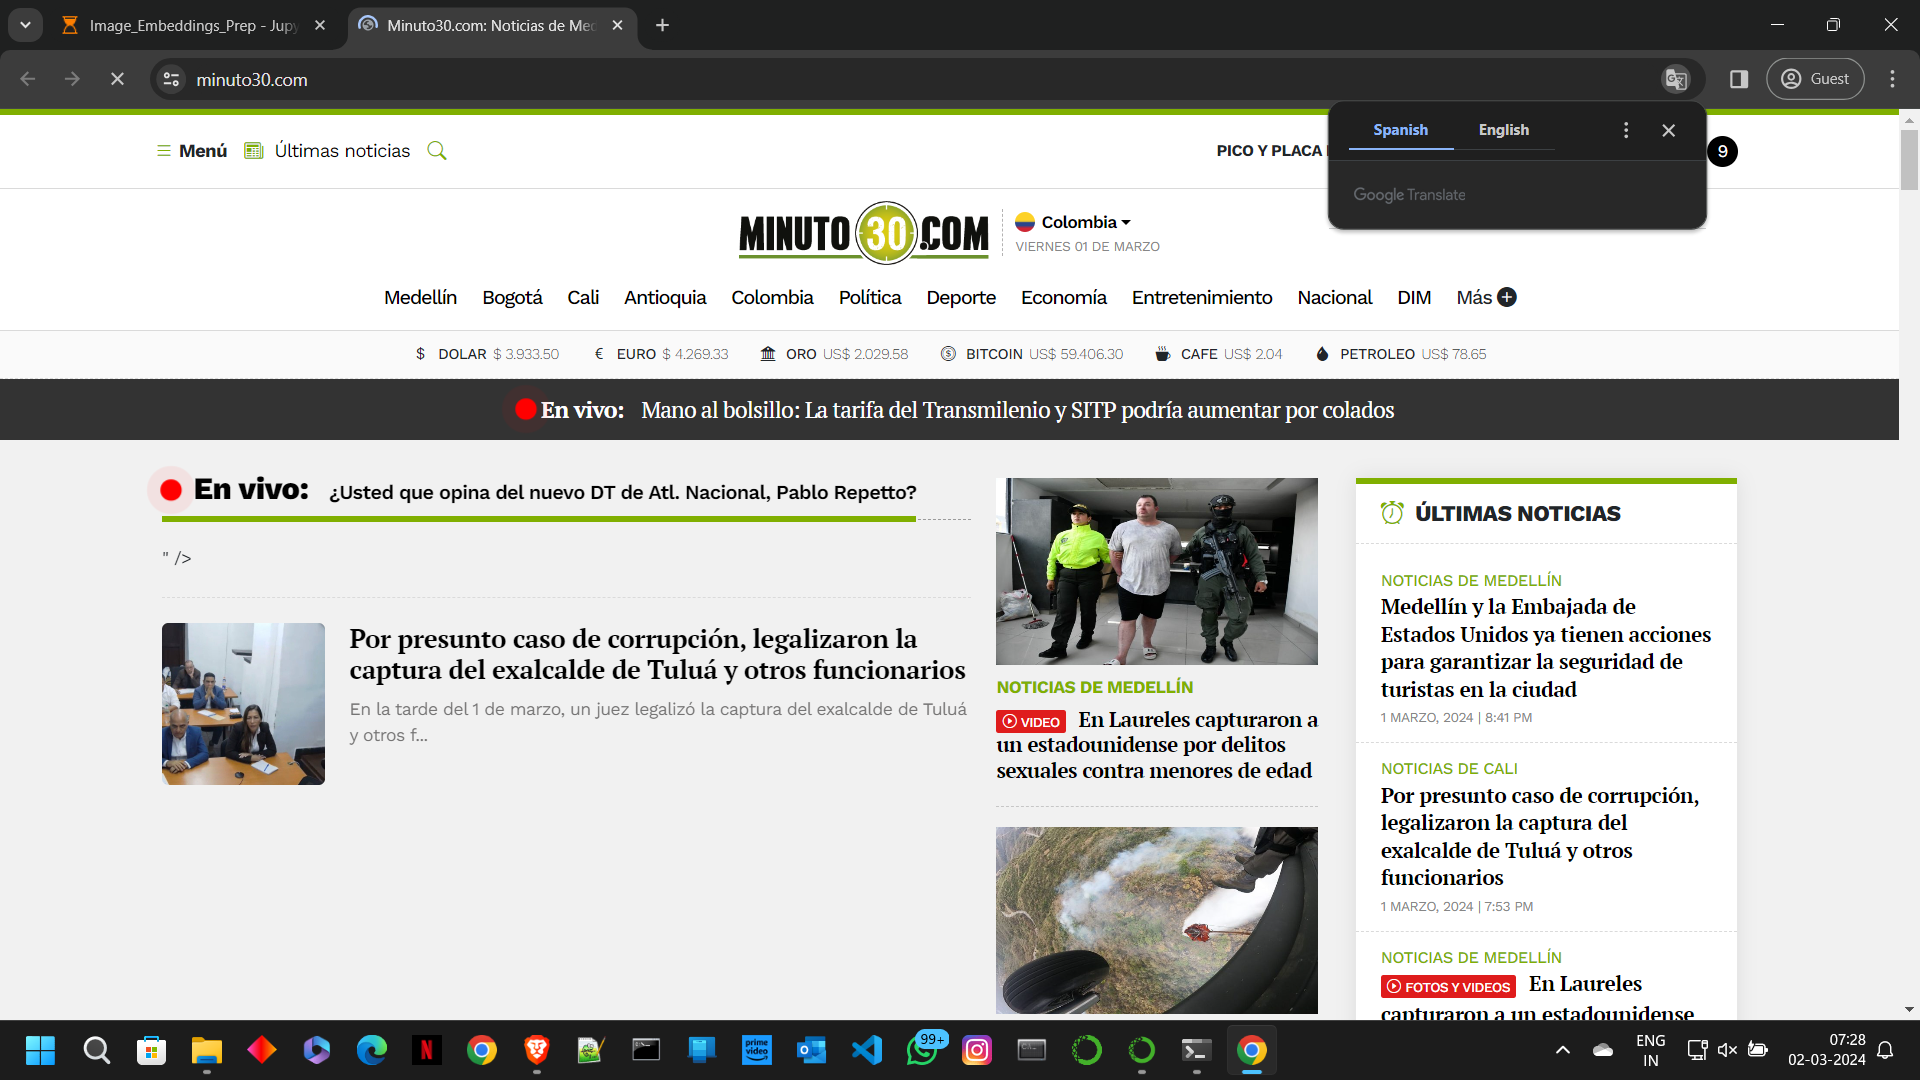 Image_Embeddings_Prep - Jupy
Minuto30.com: Noticias de Med
minuto30.com
Guest
Menú
Últimas noticias
PICO Y PLACA
9
Spanish
English
Google Translate
MINUTO 30 .COM
Colombia
VIERNES 01 DE MARZO
Medellín Bogotá Cali Antioquia Colombia Política Deporte Economía Entretenimiento Nacional DIM Más
$ DOLAR $ 3.933.50 € EURO $ 4.269.33 ORO US$ 2.029.58 BITCOIN US$ 59.406.30 CAFE US$ 2.04 PETROLEO US$ 78.65
En vivo: Mano al bolsillo: La tarifa del Transmilenio y SITP podría aumentar por colados
En vivo: ¿Usted que opina del nuevo DT de Atl. Nacional, Pablo Repetto?
" />
Por presunto caso de corrupción, legalizaron la
captura del exalcalde de Tuluá y otros funcionarios
En la tarde del 1 de marzo, un juez legalizó la captura del exalcalde de Tuluá
y otros f...
NOTICIAS DE MEDELLÍN
VIDEO En Laureles capturaron a
un estadounidense por delitos
sexuales contra menores de edad
ÚLTIMAS NOTICIAS
NOTICIAS DE MEDELLÍN
Medellín y la Embajada de
Estados Unidos ya tienen acciones
para garantizar la seguridad de
turistas en la ciudad
1 MARZO, 2024 | 8:41 PM
NOTICIAS DE CALI
Por presunto caso de corrupción,
legalizaron la captura del
exalcalde de Tuluá y otros
funcionarios
1 MARZO, 2024 | 7:53 PM
NOTICIAS DE MEDELLÍN
FOTOS Y VIDEOS En Laureles
capturaron a un estadounidense
prime video
99+
ENG
IN
07:28
02-03-2024